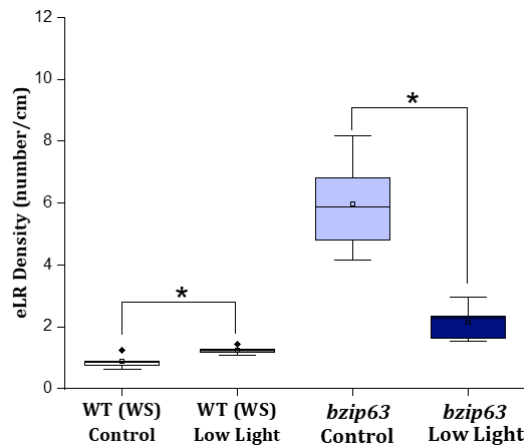 eLR Density (number/cm)
12
10
8
6
4
2
0
*
*
WT (WS)
Control
WT (WS)
Low Light
bzip63
Control
bzip63
Low Light